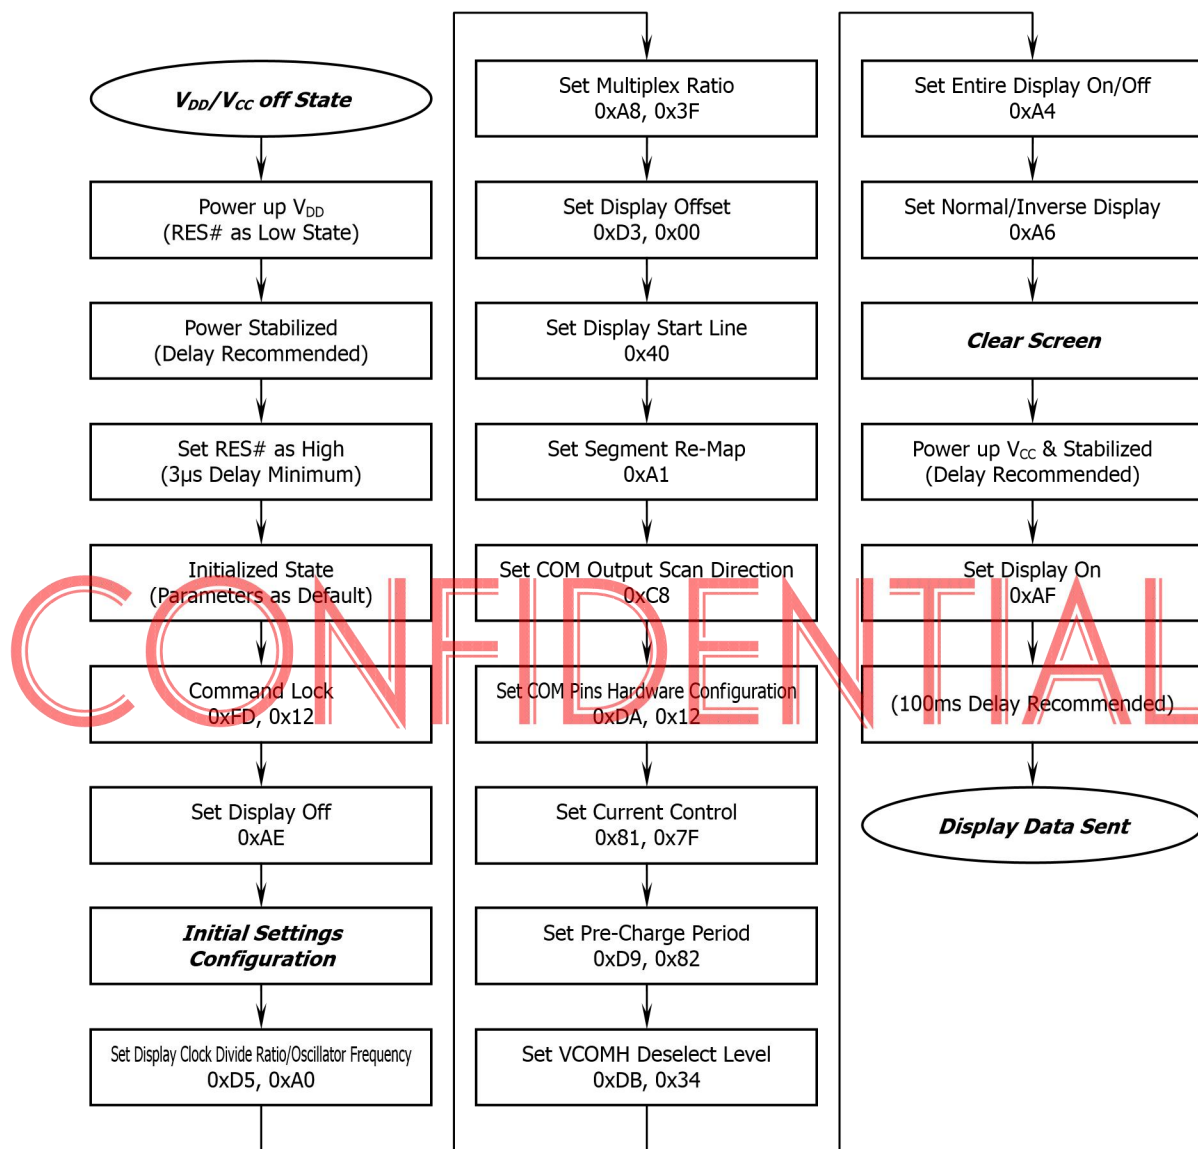 V_DD/V_CC off State
Power up V_DD
(RES# as Low State)
Power Stabilized
(Delay Recommended)
Set RES# as High
(3µs Delay Minimum)
Initialized State
(Parameters as Default)
Command Lock
0xFD, 0x12
Set Display Off
0xAE
Initial Settings
Configuration
Set Display Clock Divide Ratio/Oscillator Frequency
0xD5, 0xA0
Set Multiplex Ratio
0xA8, 0x3F
Set Display Offset
0xD3, 0x00
Set Display Start Line
0x40
Set Segment Re-Map
0xA1
Set COM Output Scan Direction
0xC8
Set COM Pins Hardware Configuration
0xDA, 0x12
Set Current Control
0x81, 0x7F
Set Pre-Charge Period
0xD9, 0x82
Set VCOMH Deselect Level
0xDB, 0x34
Set Entire Display On/Off
0xA4
Set Normal/Inverse Display
0xA6
Clear Screen
Power up V_CC & Stabilized
(Delay Recommended)
Set Display On
0xAF
(100ms Delay Recommended)
Display Data Sent
CONFIDENTIAL